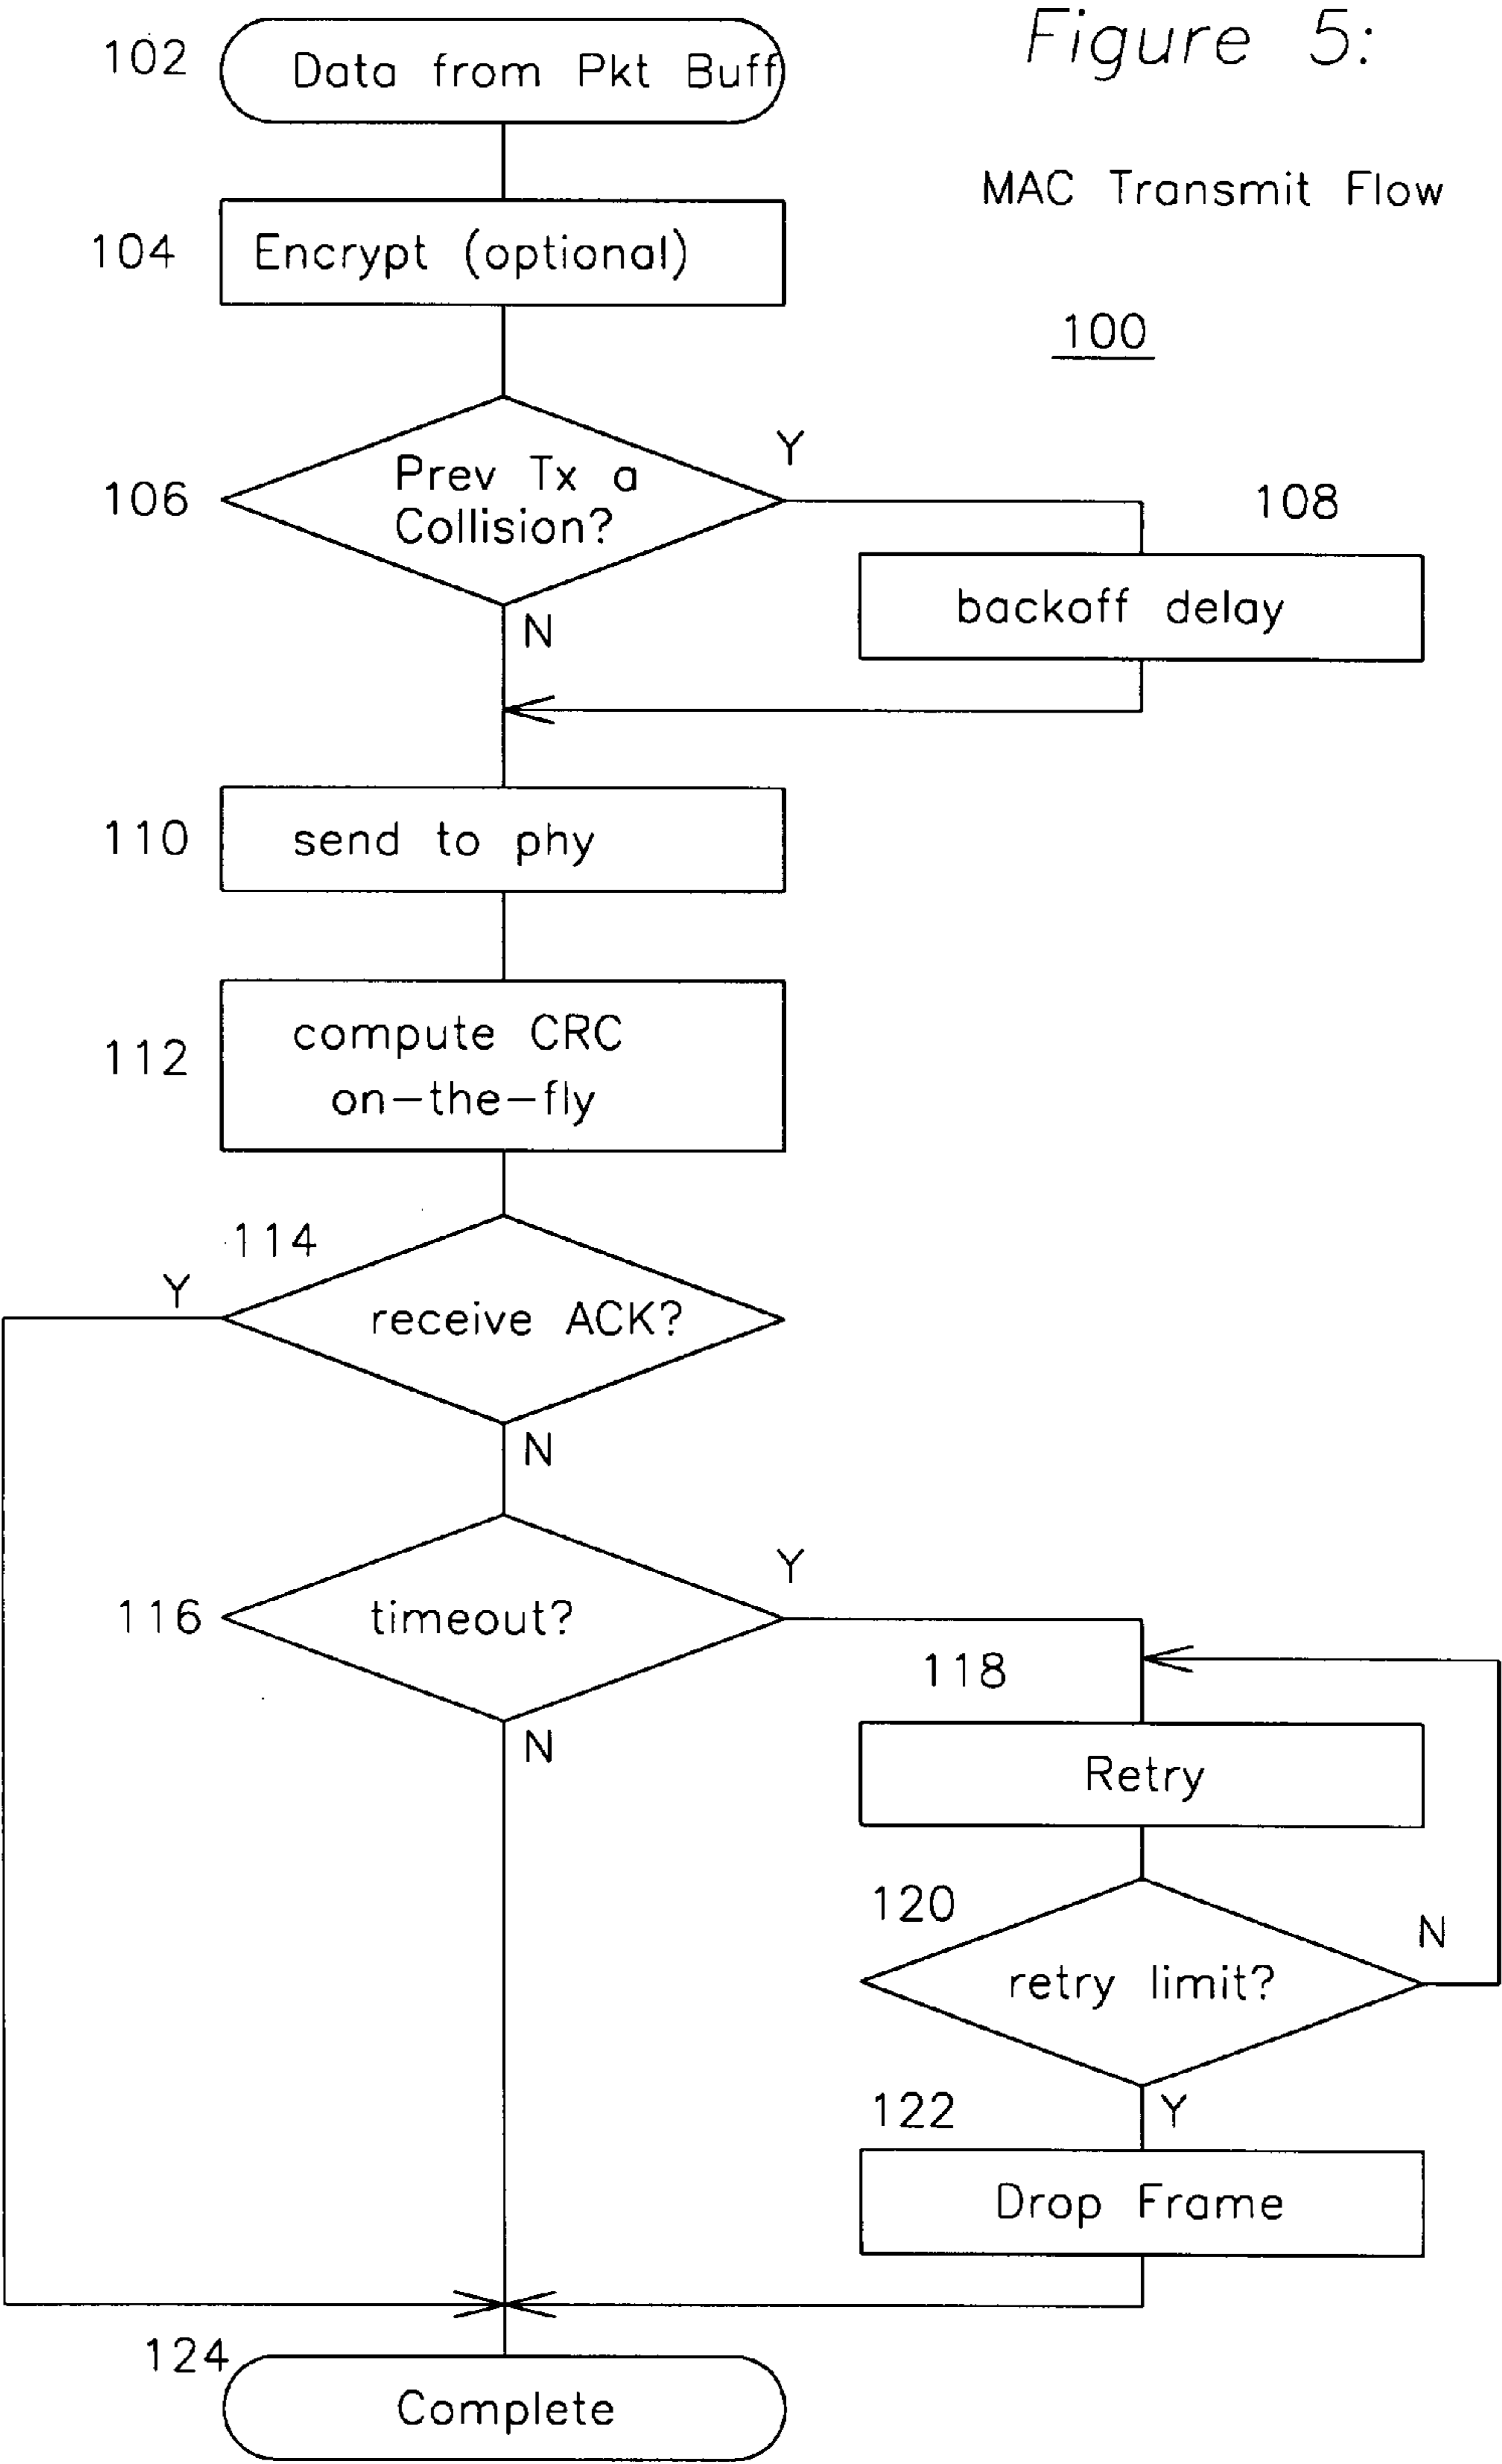 Figure 5:
MAC Transmit Flow
100
102
Data from Pkt Buff
104
Encrypt (optional)
106
Prev Tx a
Collision?
Y
N
108
backoff delay
110
send to phy
112
compute CRC
on-the-fly
114
receive ACK?
Y
N
116
timeout?
Y
N
118
Retry
120
retry limit?
N
Y
122
Drop Frame
124
Complete